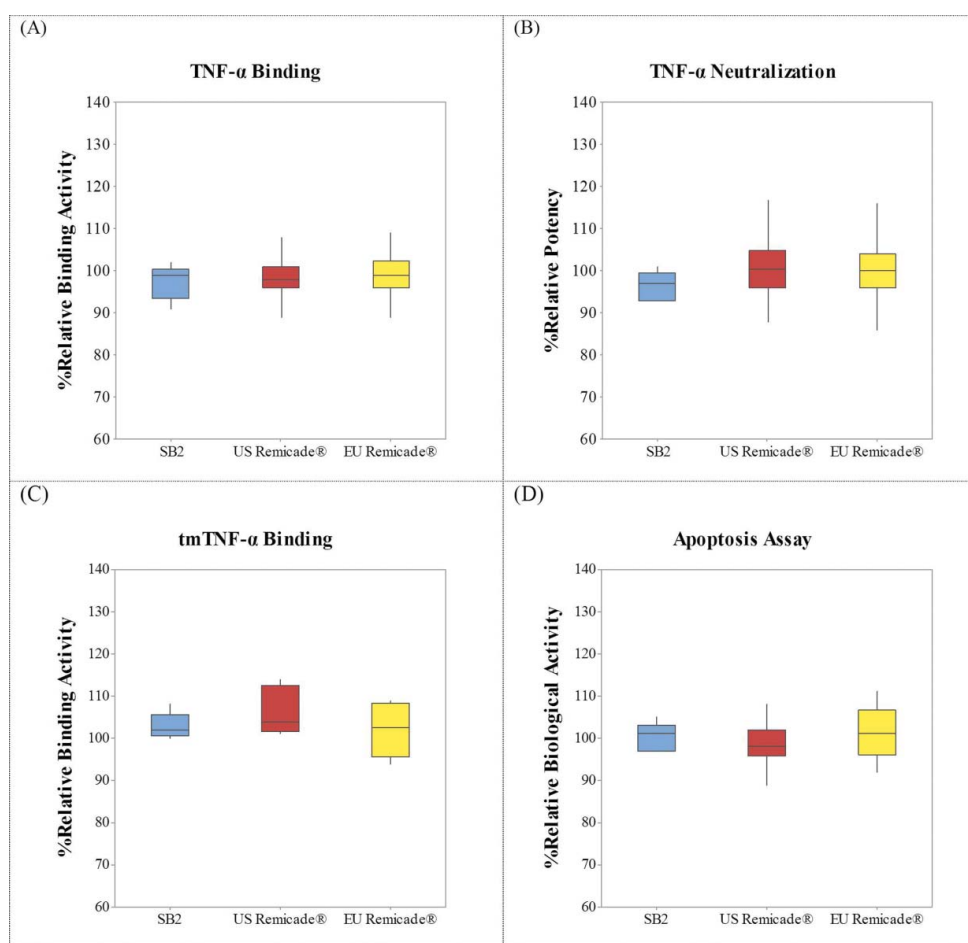 (A)
TNF-α Binding
%Relative Binding Activity
140
130
120
110
100
90
80
70
60
SB2 US Remicade® EU Remicade®
(B)
TNF-α Neutralization
%Relative Potency
140
130
120
110
100
90
80
70
60
SB2 US Remicade® EU Remicade®
(C)
tmTNF-α Binding
%Relative Binding Activity
140
130
120
110
100
90
80
70
60
SB2 US Remicade® EU Remicade®
(D)
Apoptosis Assay
%Relative Biological Activity
140
130
120
110
100
90
80
70
60
SB2 US Remicade® EU Remicade®